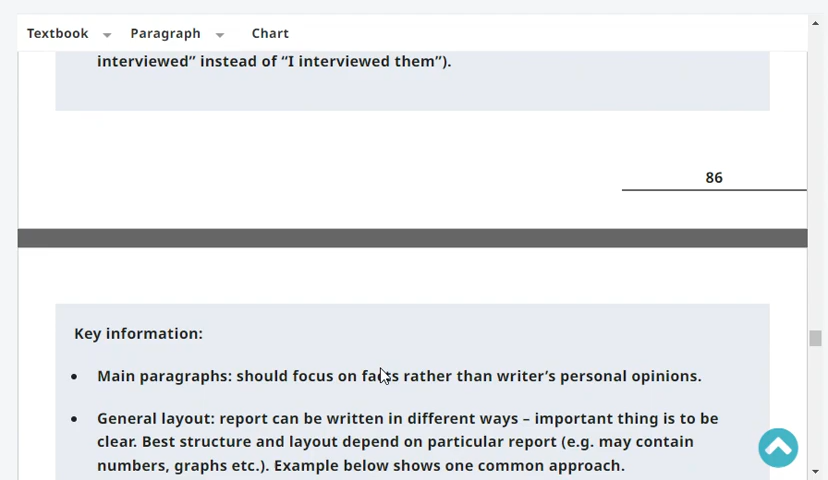 Textbook Paragraph Chart
interviewed” instead of “I interviewed them”).
86
Key information:
• Main paragraphs: should focus on facts rather than writer’s personal opinions.
• General layout: report can be written in different ways – important thing is to be
clear. Best structure and layout depend on particular report (e.g. may contain
numbers, graphs etc.). Example below shows one common approach.